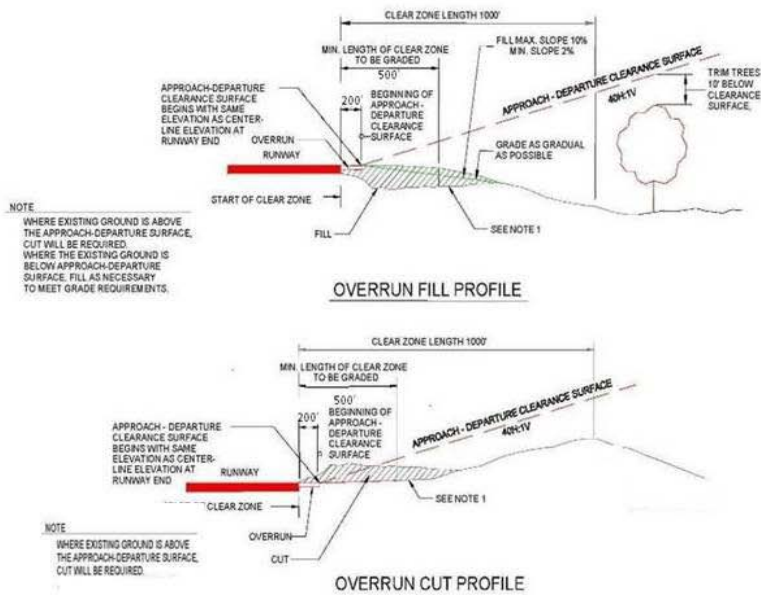 CLEAR ZONE LENGTH 1000'
MIN. LENGTH OF CLEAR ZONE
TO BE GRADED
500'
FILL MAX. SLOPE 10%
MIN. SLOPE 2%
APPROACH-DEPARTURE
CLEARANCE SURFACE
BEGINS WITH SAME
ELEVATION AS CENTER-
LINE ELEVATION AT
RUNWAY END
200'
BEGINNING OF
APPROACH-
DEPARTURE
CLEARANCE
SURFACE
APPROACH - DEPARTURE CLEARANCE SURFACE
40H:1V
TRIM TREES
10' BELOW
CLEARANCE
SURFACE,
OVERRUN
RUNWAY
GRADE AS GRADUAL
AS POSSIBLE
START OF CLEAR ZONE
FILL
SEE NOTE 1
NOTE
WHERE EXISTING GROUND IS ABOVE
THE APPROACH-DEPARTURE SURFACE,
CUT WILL BE REQUIRED.
WHERE THE EXISTING GROUND IS
BELOW APPROACH-DEPARTURE
SURFACE, FILL AS NECESSARY
TO MEET GRADE REQUIREMENTS.
OVERRUN FILL PROFILE
CLEAR ZONE LENGTH 1000'
MIN. LENGTH OF CLEAR ZONE
TO BE GRADED
500'
200'
BEGINNING OF
APPROACH-
DEPARTURE
CLEARANCE
SURFACE
APPROACH - DEPARTURE CLEARANCE SURFACE
40H:1V
APPROACH - DEPARTURE
CLEARANCE SURFACE
BEGINS WITH SAME
ELEVATION AS CENTER-
LINE ELEVATION AT
RUNWAY END
RUNWAY
CLEAR ZONE
OVERRUN
CUT
SEE NOTE 1
NOTE
WHERE EXISTING GROUND IS ABOVE
THE APPROACH-DEPARTURE SURFACE,
CUT WILL BE REQUIRED.
OVERRUN CUT PROFILE